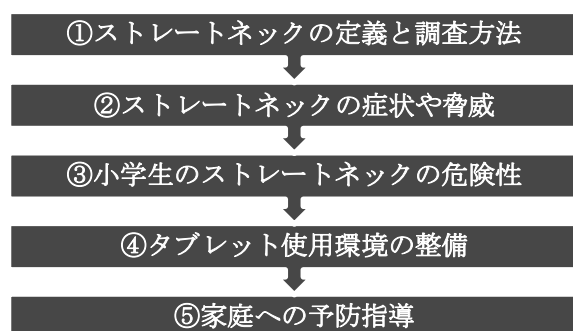 ①ストレートネックの定義と調査方法
②ストレートネックの症状や脅威
③小学生のストレートネックの危険性
④タブレット使用環境の整備
⑤家庭への予防指導